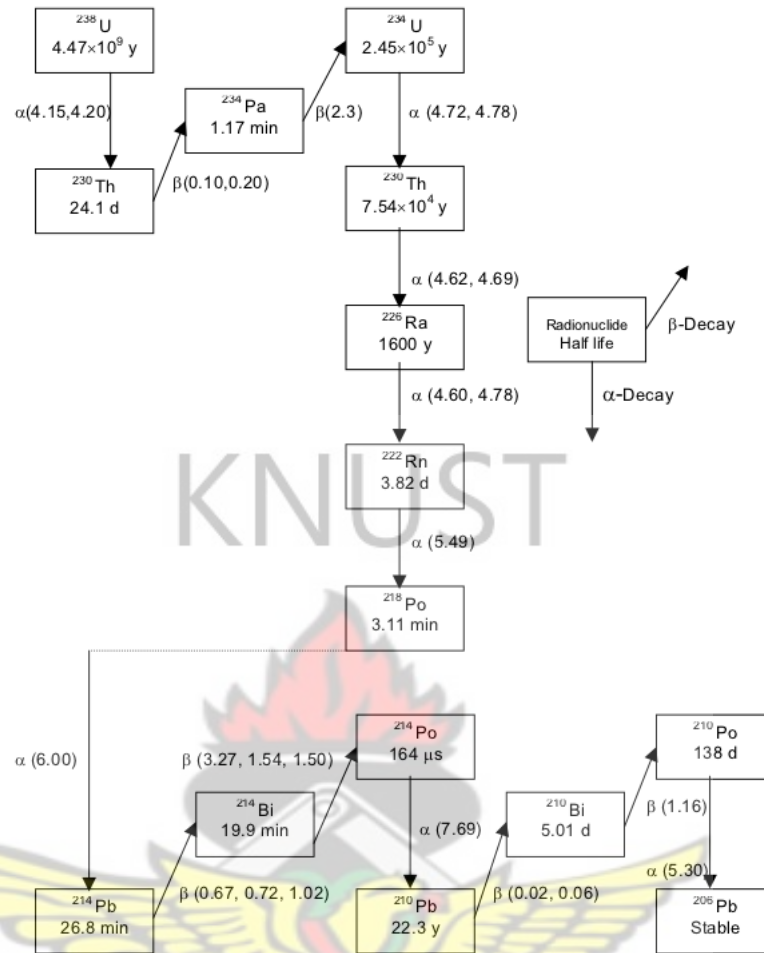 ²³⁸U
4.47×10⁹ y
²³⁴U
2.45×10⁵ y
α(4.15,4.20)
²³⁴Pa
1.17 min
β(2.3)
α (4.72, 4.78)
²³⁰Th
24.1 d
β(0.10,0.20)
²³⁰Th
7.54×10⁴ y
α (4.62, 4.69)
²²⁶Ra
1600 y
Radionuclide
Half life
β-Decay
α (4.60, 4.78)
α-Decay
KNUST
²²²Rn
3.82 d
α (5.49)
²¹⁸Po
3.11 min
α (6.00)
β (3.27, 1.54, 1.50)
²¹⁴Po
164 μs
²¹⁰Po
138 d
²¹⁴Bi
19.9 min
α (7.69)
²¹⁰Bi
5.01 d
β (1.16)
α (5.30)
²¹⁴Pb
26.8 min
β (0.67, 0.72, 1.02)
²¹⁰Pb
22.3 y
β (0.02, 0.06)
²⁰⁶Pb
Stable